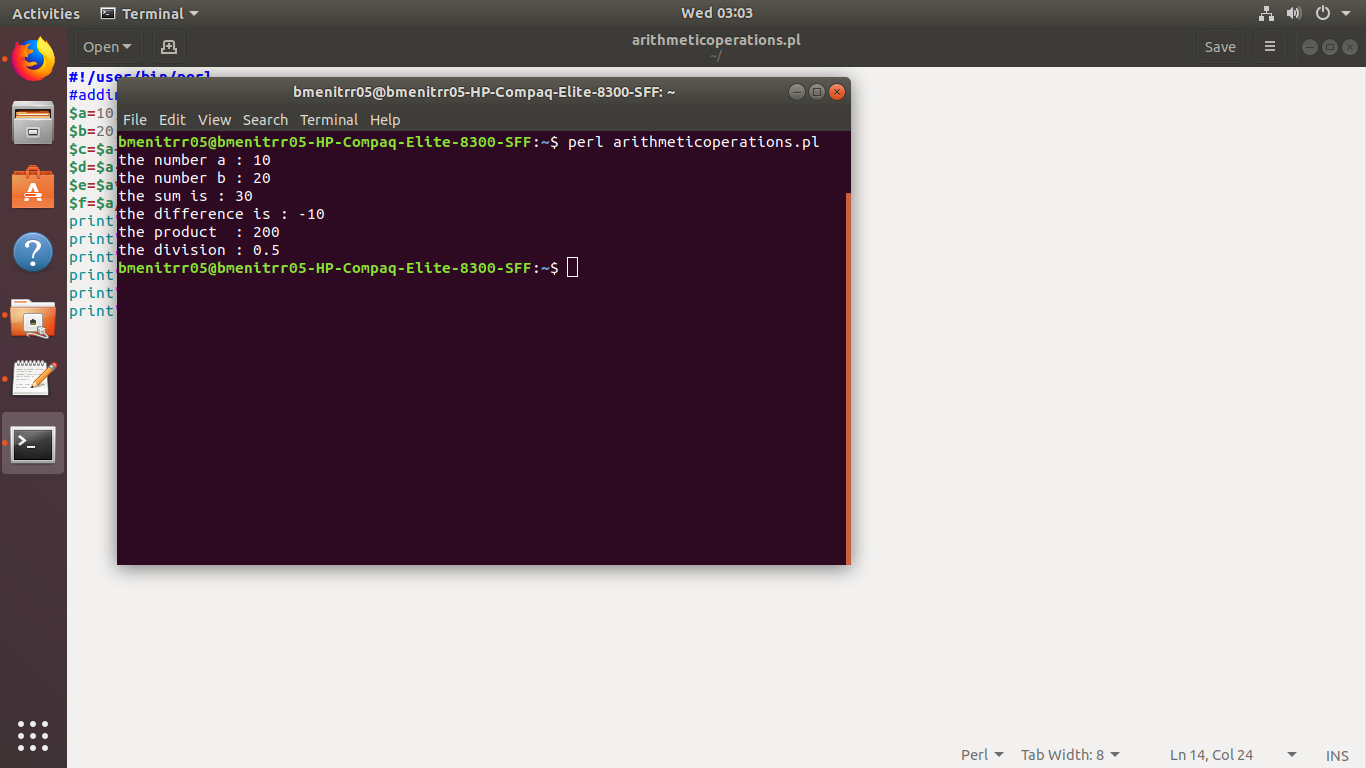 Activities Terminal Wed 03:03
Open arithmeticoperations.pl Save
~/
#!/user/bin/perl
bmenitrr05@bmenitrr05-HP-Compaq-Elite-8300-SFF: ~
#addin
$a=10
File Edit View Search Terminal Help
$b=20
bmenitrr05@bmenitrr05-HP-Compaq-Elite-8300-SFF:~$ perl arithmeticoperations.pl
$c=$a
the number a : 10
$d=$a
the number b : 20
$e=$a
the sum is : 30
$f=$a
the difference is : -10
print
the product  : 200
print
the division : 0.5
print
bmenitrr05@bmenitrr05-HP-Compaq-Elite-8300-SFF:~$
print
print
print
Perl Tab Width: 8 Ln 14, Col 24 INS